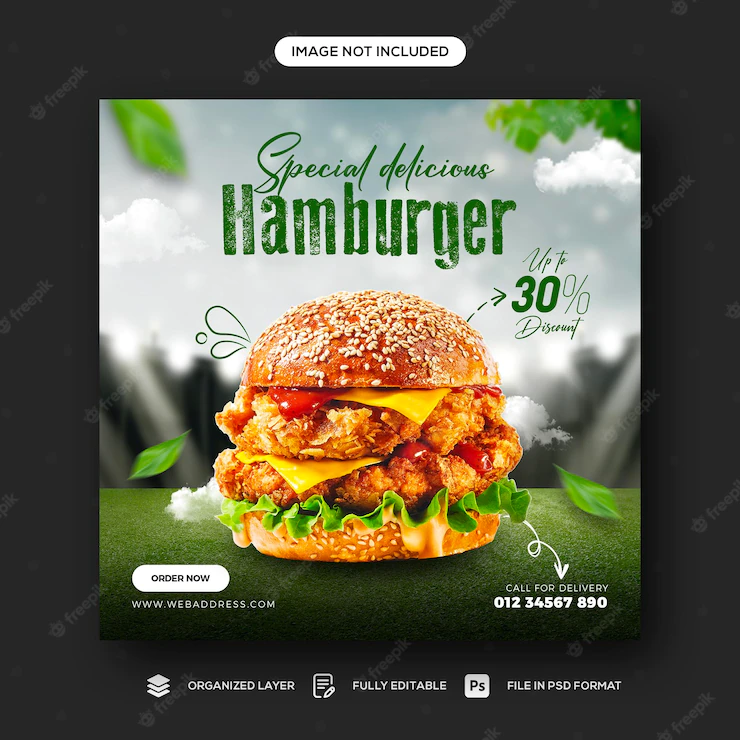 IMAGE NOT INCLUDED
Special delicious
Hamburger
Up to
30%
Discount
ORDER NOW
WWW.WEBADDRESS.COM
CALL FOR DELIVERY
012 34567 890
ORGANIZED LAYER
FULLY EDITABLE
Ps
FILE IN PSD FORMAT
freepik